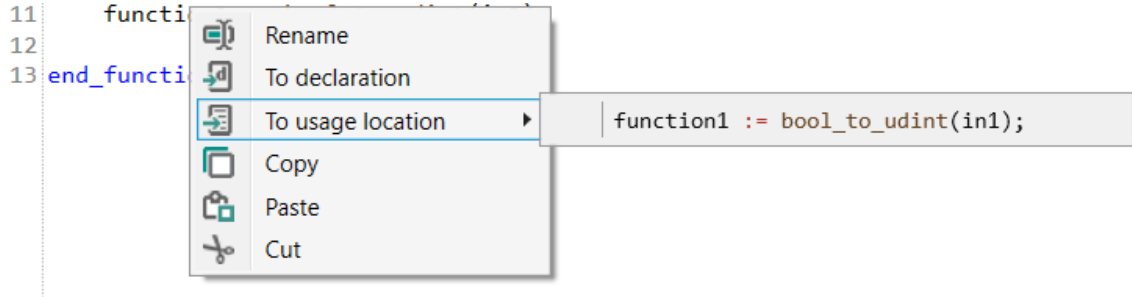 11 functi
Rename
12
To declaration
13 end_functi
To usage location function1 := bool_to_udint(in1);
Copy
Paste
Cut